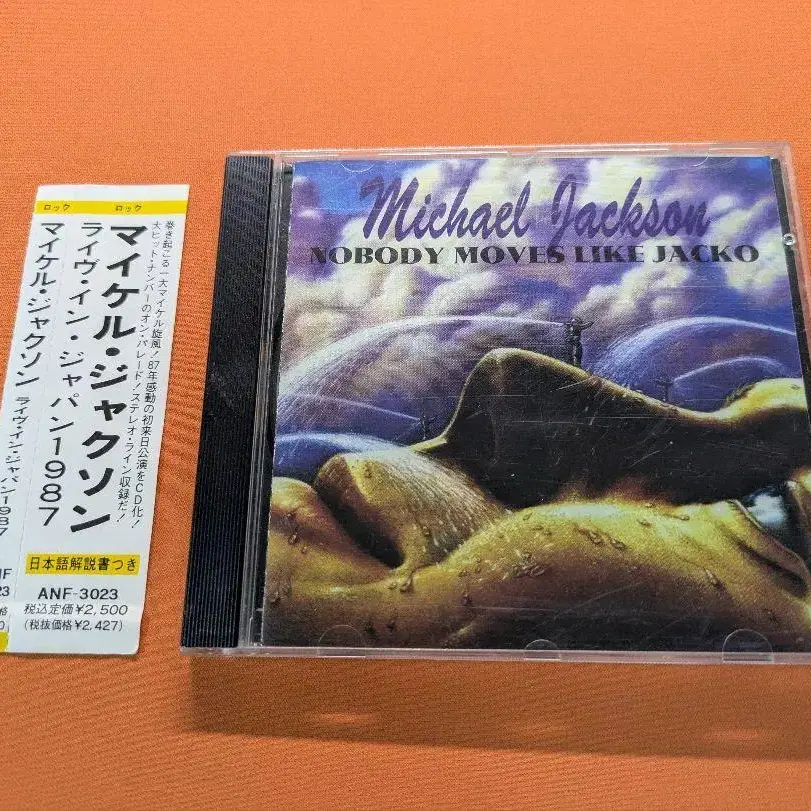 ロック
ロック
巻き起こる一大マイケル旋風!87年感動の初来日公演をCD化!
大ヒット・ナンバーのオン・パレード!ステレオ・ライン収録だ!
マイケル・ジャクソン
ライヴ・イン・ジャパン1987
マイケル・ジャクソン ライヴ・イン・ジャパン1987
日本語解説書つき
ANF-3023
税込定価¥2,500
(税抜価格¥2,427)
Michael Jackson
NOBODY MOVES LIKE JACKO